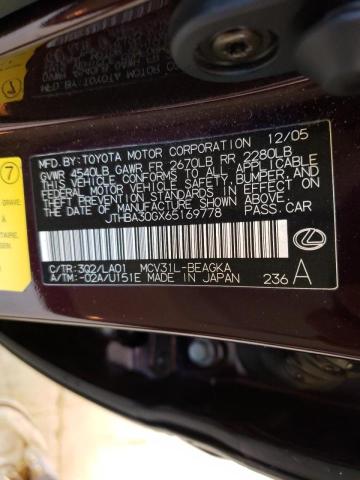 MFD. BY: TOYOTA MOTOR CORPORATION 12/05
GVWR 4540LB GAWR FR 2670LB RR 2280LB
THIS VEHICLE CONFORMS TO ALL APPLICABLE
FEDERAL MOTOR VEHICLE SAFETY, BUMPER, AND
THEFT PREVENTION STANDARDS IN EFFECT ON
THE DATE OF MANUFACTURE SHOWN ABOVE.
JTHBA30GX65169778 PASS. CAR
C/TR: 3Q2/LA01 MCV31L-BEAGKA
A/TM: -02A/U151E MADE IN JAPAN
236 A
7